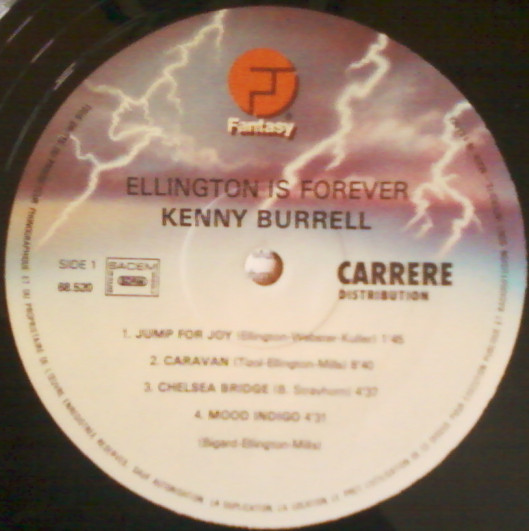 Fantasy
ELLINGTON IS FOREVER
KENNY BURRELL
SIDE 1
68.520
SACEM
CARRERE
DISTRIBUTION
1. JUMP FOR JOY (Ellington-Webster-Kuller) 1'45
2. CARAVAN (Tizol-Ellington-Mills) 8'40
3. CHELSEA BRIDGE (B. Strayhorn) 4'37
4. MOOD INDIGO 4'31
(Bigard-Ellington-Mills)